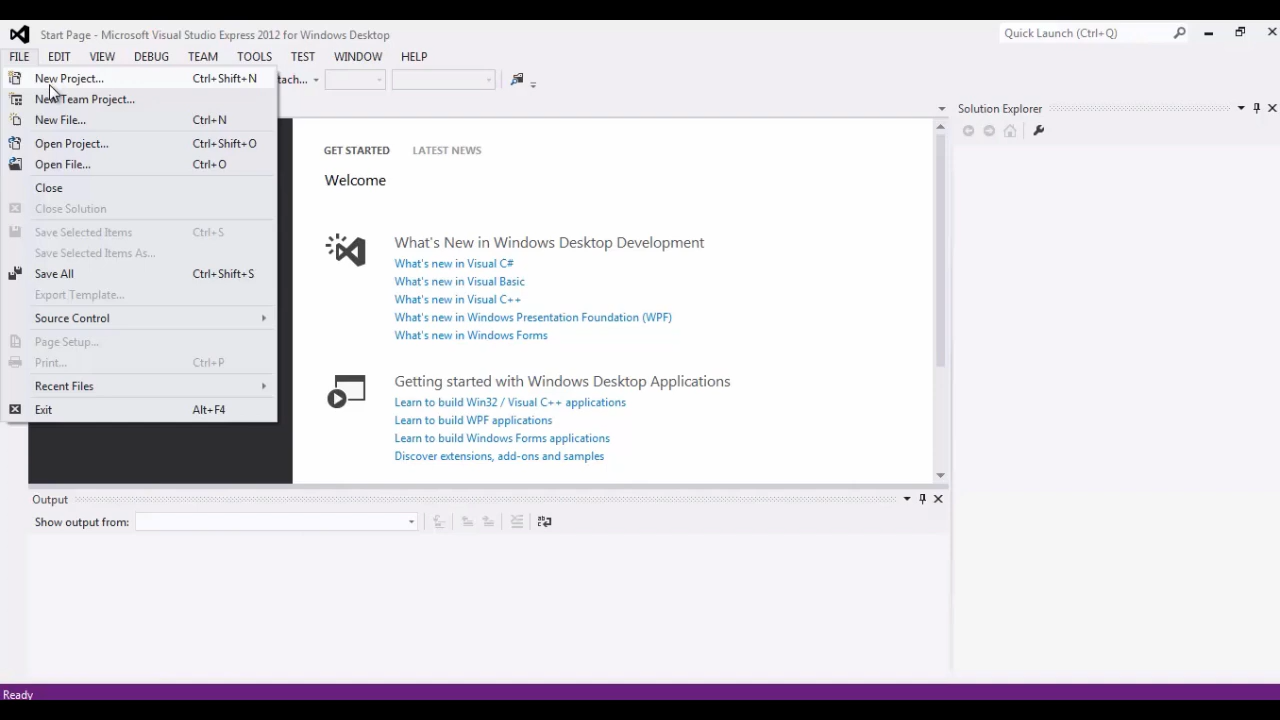 Start Page - Microsoft Visual Studio Express 2012 for Windows Desktop
Quick Launch (Ctrl+Q)
FILE EDIT VIEW DEBUG TEAM TOOLS TEST WINDOW HELP
New Project... Ctrl+Shift+N
tach...
New Team Project...
New File... Ctrl+N
Open Project... Ctrl+Shift+O
Open File... Ctrl+O
Close
Close Solution
Save Selected Items Ctrl+S
Save Selected Items As...
Save All Ctrl+Shift+S
Export Template...
Source Control
Page Setup...
Print... Ctrl+P
Recent Files
Exit Alt+F4
GET STARTED LATEST NEWS
Welcome
What's New in Windows Desktop Development
What's new in Visual C#
What's new in Visual Basic
What's new in Visual C++
What's new in Windows Presentation Foundation (WPF)
What's new in Windows Forms
Getting started with Windows Desktop Applications
Learn to build Win32 / Visual C++ applications
Learn to build WPF applications
Learn to build Windows Forms applications
Discover extensions, add-ons and samples
Solution Explorer
Output
Show output from:
Ready